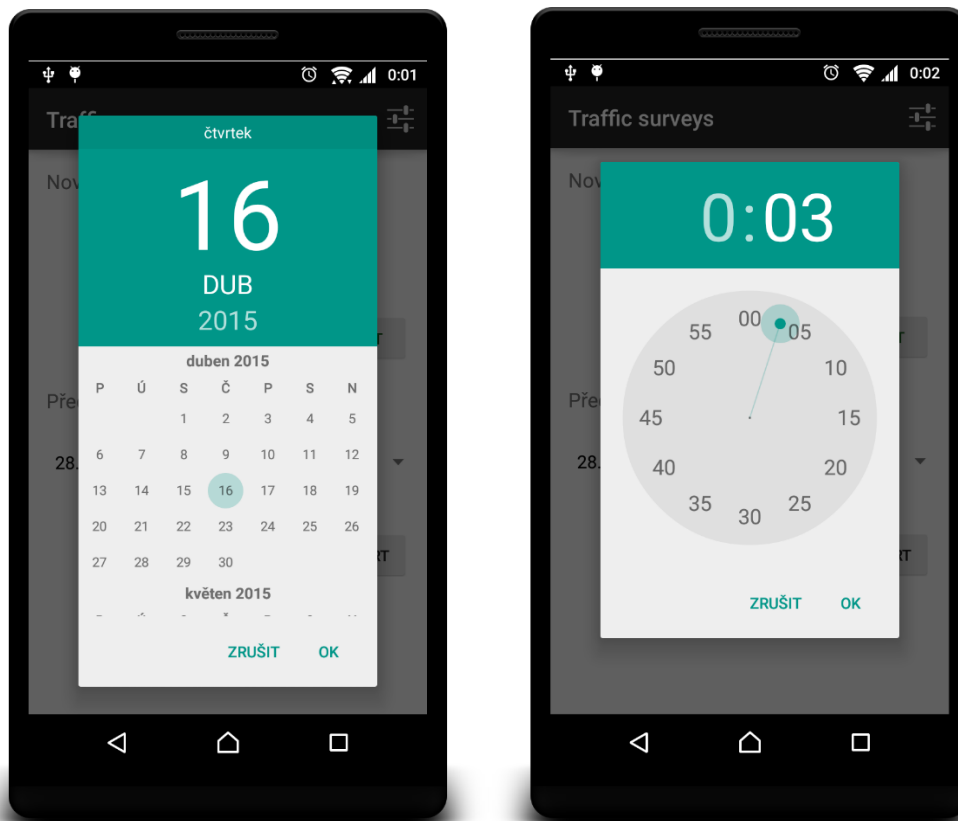 0:01
Traf
čtvrtek
Nov
16
DUB
2015
T
duben 2015
P Ú S Č P S N
Pře
1 2 3 4 5
6 7 8 9 10 11 12
28.
13 14 15 16 17 18 19
20 21 22 23 24 25 26
27 28 29 30
RT
květen 2015
ZRUŠIT OK
0:02
Traffic surveys
Nov
0:03
00
55 05
T
50 10
Pře
45 15
28.
40 20
35 25
30
RT
ZRUŠIT OK